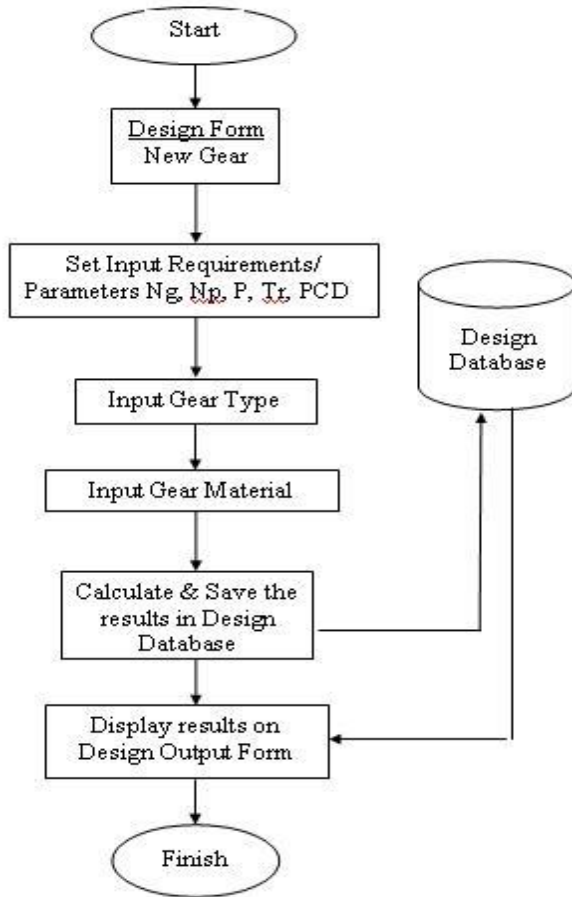 Start
Design Form
New Gear
Set Input Requirements/
Parameters Ng, Np, P, Tr, PCD
Design
Database
Input Gear Type
Input Gear Material
Calculate & Save the
results in Design
Database
Display results on
Design Output Form
Finish